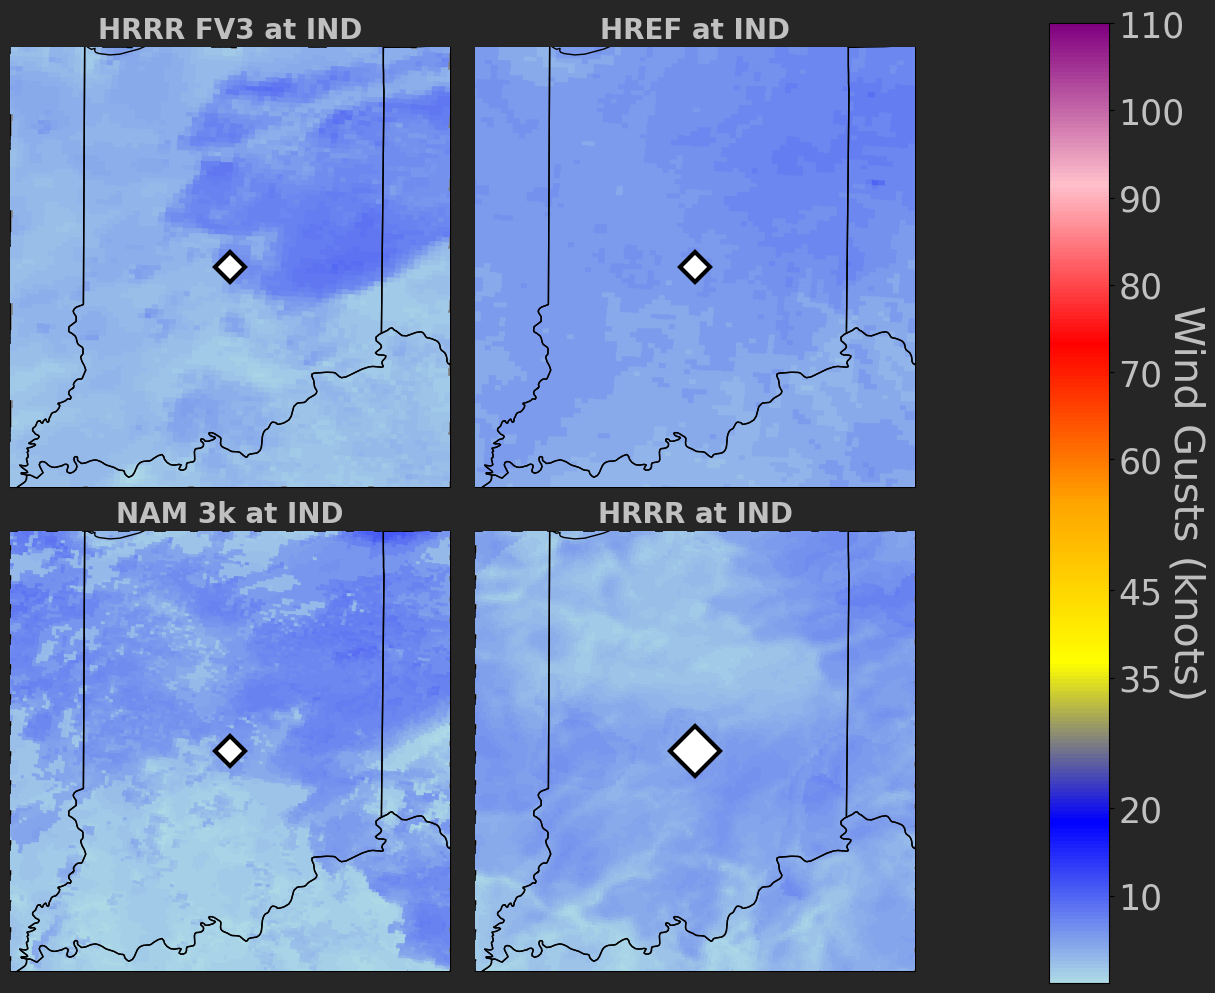 HRRR FV3 at IND
HREF at IND
NAM 3k at IND
HRRR at IND
110
100
90
80
70
60
45
35
20
10
Wind Gusts (knots)